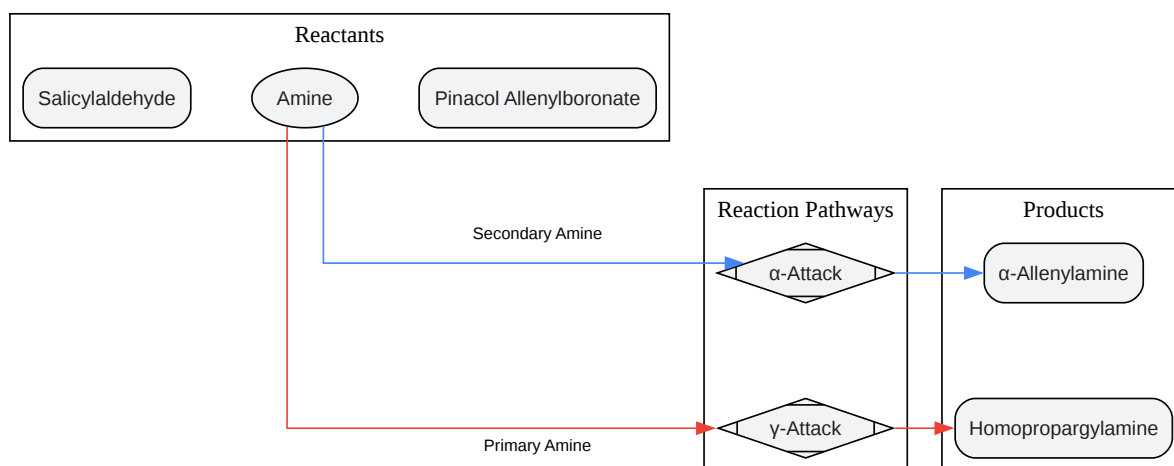 Reactants
Salicylaldehyde
Amine
Pinacol Allenylboronate
Reaction Pathways
Products
Secondary Amine
α-Attack
α-Allenylamine
γ-Attack
Homopropargylamine
Primary Amine